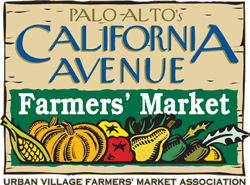 PALO ALTO's
CALIFORNIA
AVENUE
Farmers' Market
URBAN VILLAGE FARMERS' MARKET ASSOCIATION